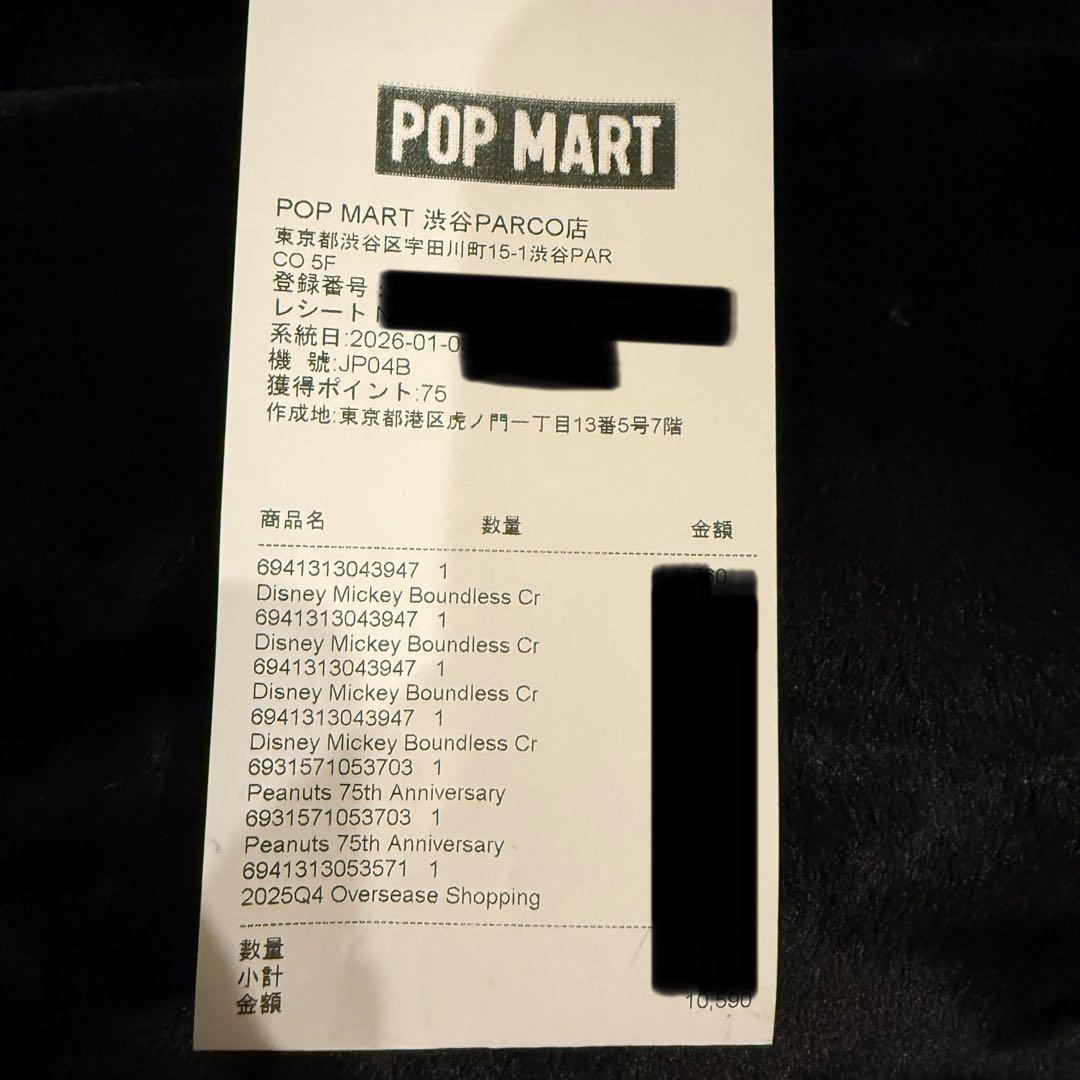 POP MART
POP MART 渋谷PARCO店
東京都渋谷区宇田川町15-1渋谷PAR
CO 5F
登録番号:
レシート
系統日:2026-01-0
機 號:JP04B
獲得ポイント:75
作成地:東京都港区虎ノ門一丁目13番5号7階
商品名 数量 金額
6941313043947 1
Disney Mickey Boundless Cr
6941313043947 1
Disney Mickey Boundless Cr
6941313043947 1
Disney Mickey Boundless Cr
6941313043947 1
Disney Mickey Boundless Cr
6931571053703 1
Peanuts 75th Anniversary
6931571053703 1
Peanuts 75th Anniversary
6941313053571 1
2025Q4 Oversease Shopping
数量
小計
金額 10,590